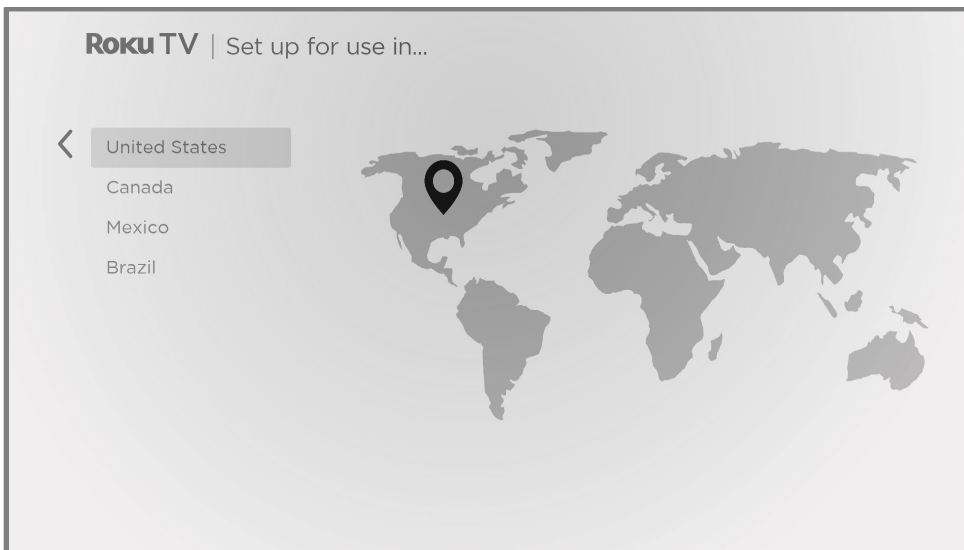 Roku TV | Set up for use in...
United States
Canada
Mexico
Brazil